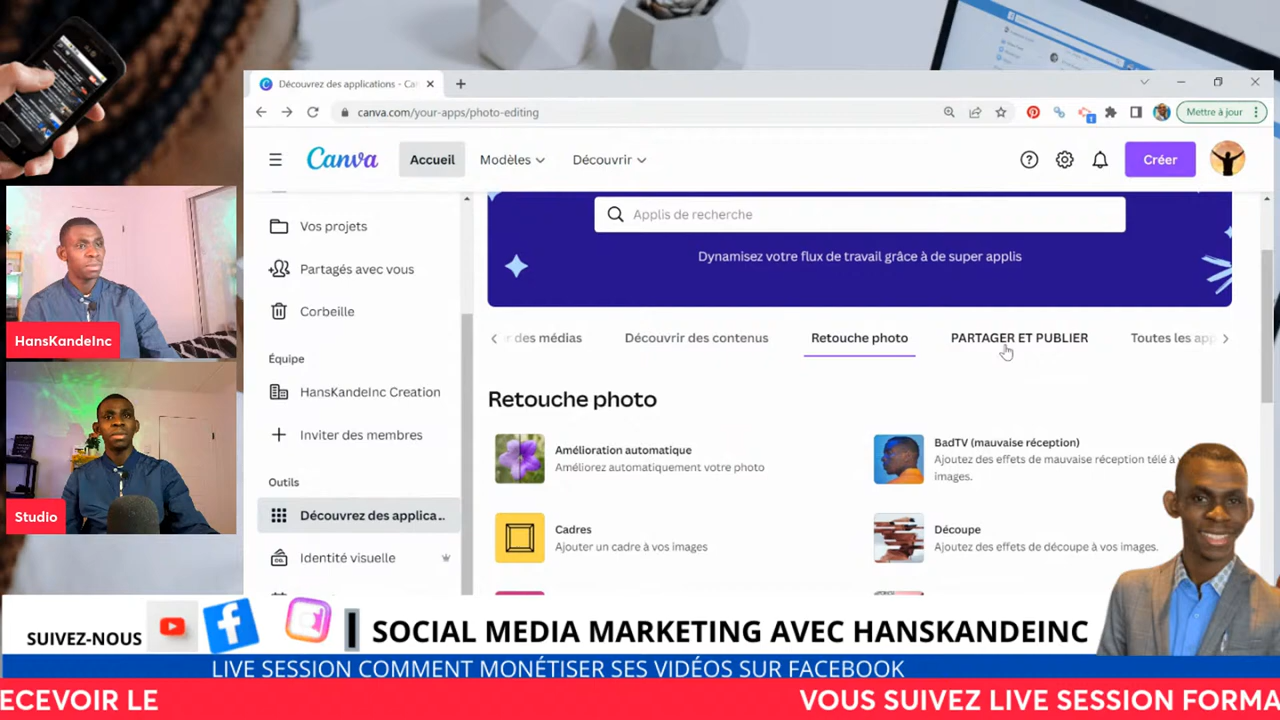 Découvrez des applications - Ca
canva.com/your-apps/photo-editing
Mettre à jour
Canva
Accueil
Modèles
Découvrir
Créer
Vos projets
Partagés avec vous
Corbeille
Équipe
HansKandeInc Creation
Inviter des membres
Outils
Découvrez des applica...
Identité visuelle
Applis de recherche
Dynamisez votre flux de travail grâce à de super applis
r des médias
Découvrir des contenus
Retouche photo
PARTAGER ET PUBLIER
Toutes les app
Retouche photo
Amélioration automatique
Améliorez automatiquement votre photo
BadTV (mauvaise réception)
Ajoutez des effets de mauvaise réception télé à
images.
Cadres
Ajouter un cadre à vos images
Découpe
Ajoutez des effets de découpe à vos images.
HansKandeInc
Studio
SUIVEZ-NOUS
SOCIAL MEDIA MARKETING AVEC HANSKANDEINC
LIVE SESSION COMMENT MONÉTISER SES VIDÉOS SUR FACEBOOK
ECEVOIR LE
VOUS SUIVEZ LIVE SESSION FORMA